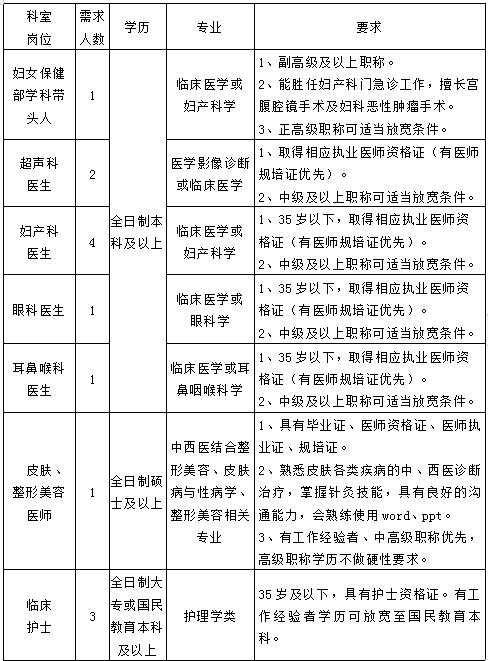 科室
岗位
需求
人数
学历
专业
要求
妇女保健
部学科带
头人
1
全日制本
科及以上
临床医学或
妇产科学
1、副高级及以上职称。
2、能胜任妇产科门急诊工作，擅长宫
腹腔镜手术及妇科恶性肿瘤手术。
3、正高级职称可适当放宽条件。
超声科
医生
2
医学影像诊断
或临床医学
1、取得相应执业医师资格证（有医师
规培证优先）。
2、中级及以上职称可适当放宽条件。
妇产科
医生
4
临床医学或
妇产科学
1、35岁以下，取得相应执业医师资
格证（有医师规培证优先）。
2、中级及以上职称可适当放宽条件。
眼科医生
1
临床医学或
眼科学
1、35岁以下，取得相应执业医师资
格证（有医师规培证优先）。
2、中级及以上职称可适当放宽条件。
耳鼻喉科
医生
1
临床医学或耳
鼻咽喉科学
1、35岁以下，取得相应执业医师资
格证（有医师规培证优先）。
2、中级及以上职称可适当放宽条件。
皮肤、
整形美容
医师
1
全日制硕
士及以上
中西医结合整
形美容、皮肤
病与性病学、
整形美容相关
专业
1、具有毕业证、医师资格证、医师执
业证、规培证。
2、熟悉皮肤各类疾病的中、西医诊断
治疗，掌握针灸技能，具有良好的沟
通能力，会熟练使用word、ppt。
3、有工作经验者、中高级职称优先，
高级职称学历不做硬性要求。
临床
护士
3
全日制大
专或国民
教育本科
及以上
护理学类
35岁及以下，具有护士资格证。有工
作经验者学历可放宽至国民教育本
科。